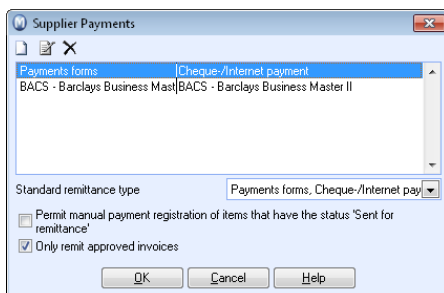 Supplier Payments
Payments forms Cheque-/Internet payment
BACS - Barclays Business Mast BACS - Barclays Business Master II
Standard remittance type Payments forms, Cheque-/Internet pay
Permit manual payment registration of items that have the status 'Sent for
remittance'
Only remit approved invoices
OK Cancel Help